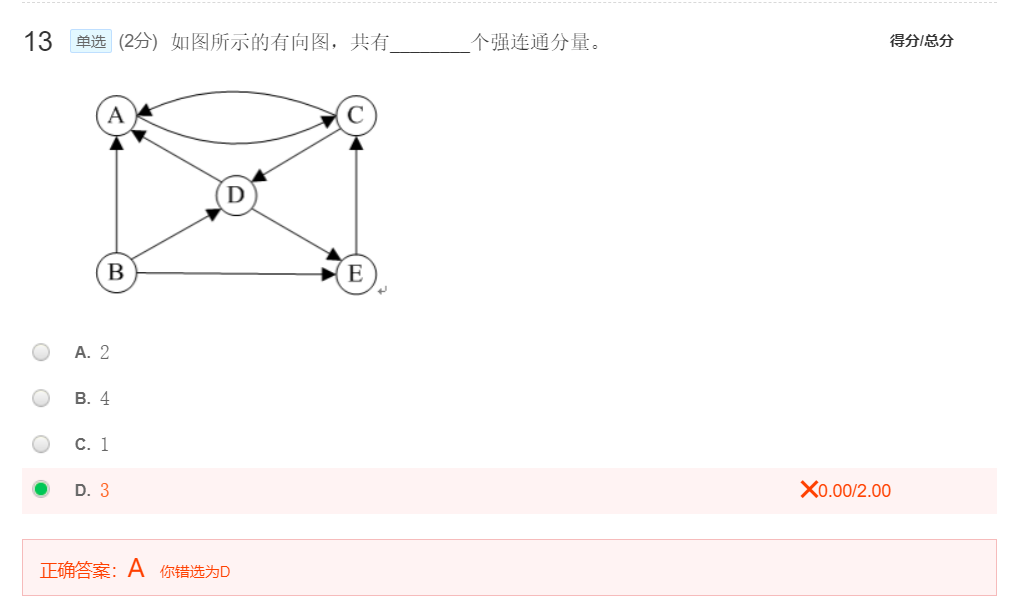 13 单选 (2分) 如图所示的有向图，共有________个强连通分量。 得分/总分
A C
D
B E ↵
A. 2
B. 4
C. 1
D. 3 ✕0.00/2.00
正确答案：A 你错选为D